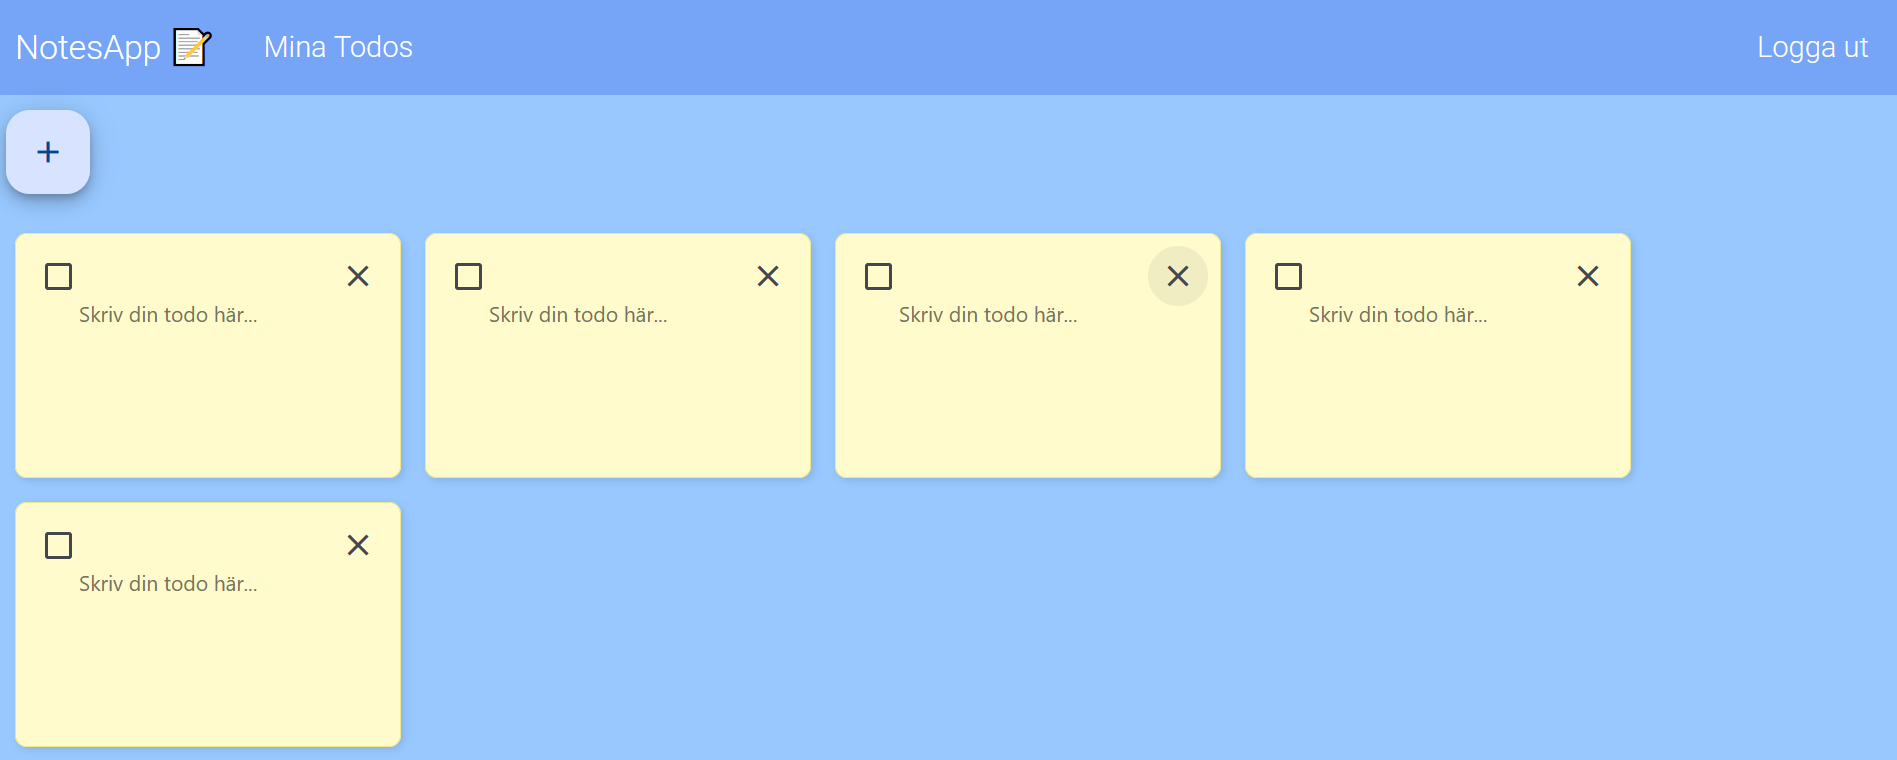 NotesApp 📝 Mina Todos Logga ut
+
Skriv din todo här... Skriv din todo här... Skriv din todo här... Skriv din todo här...
Skriv din todo här...